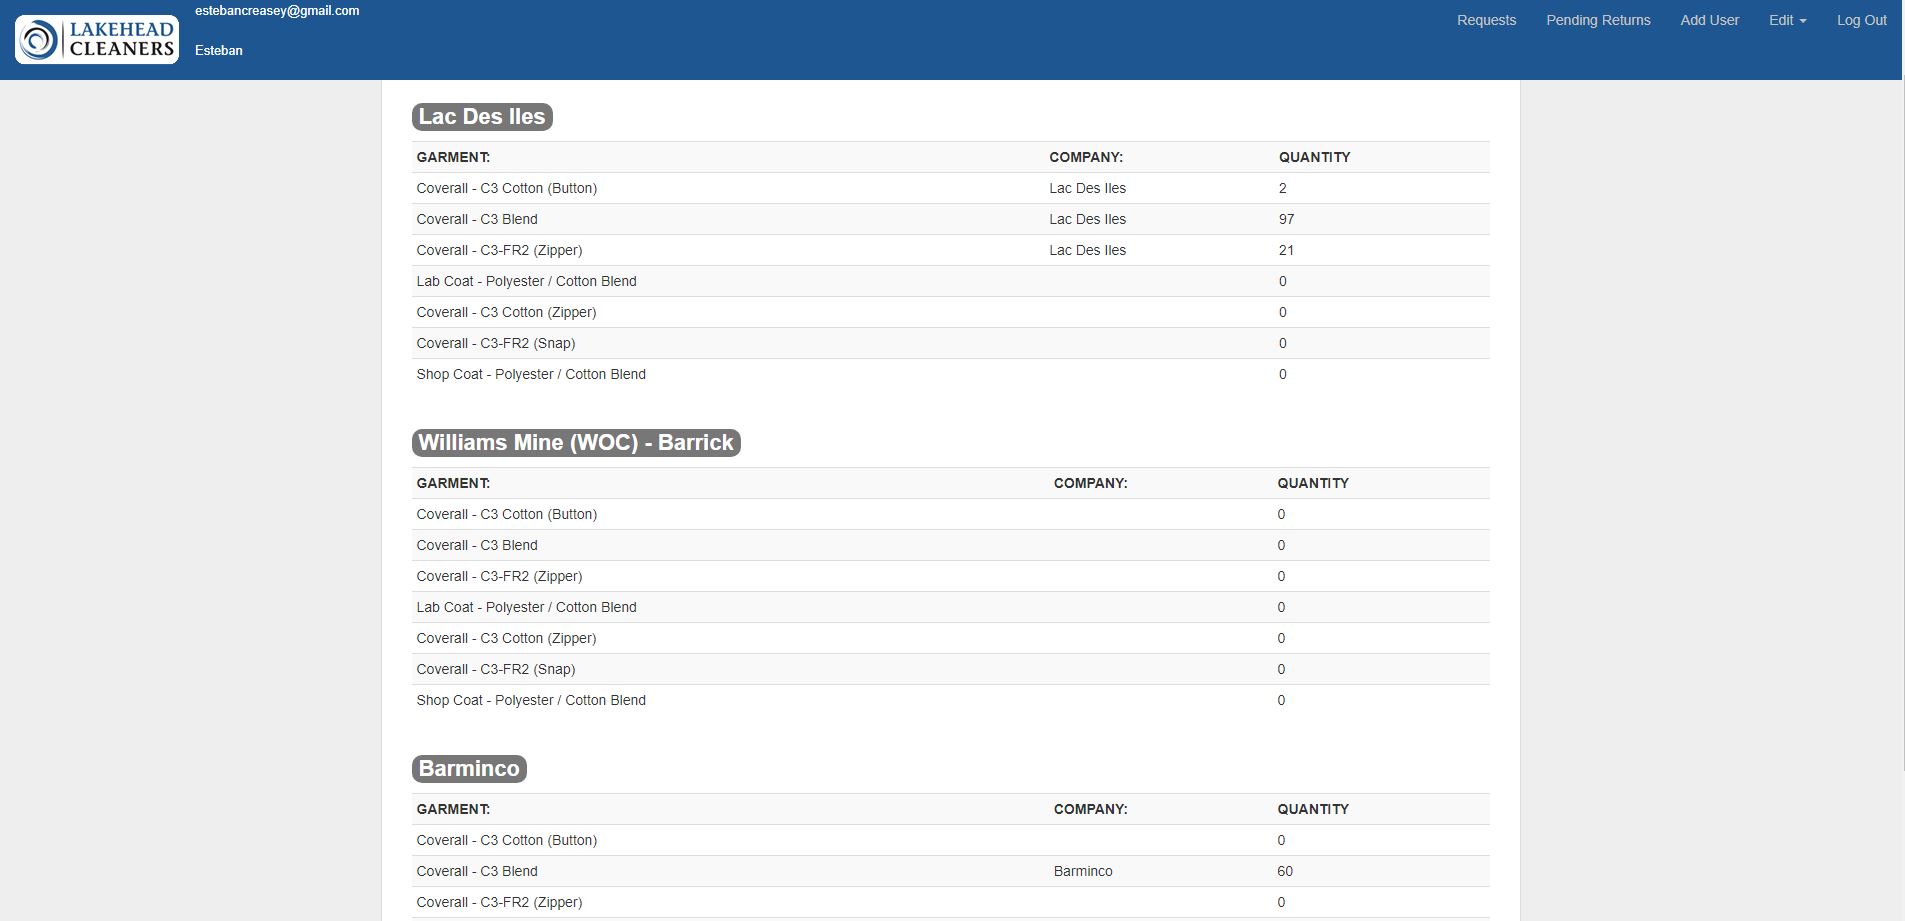 LAKEHEAD
CLEANERS
estebancreasey@gmail.com
Esteban
Requests Pending Returns Add User Edit Log Out
Lac Des Iles
GARMENT: COMPANY: QUANTITY
Coverall - C3 Cotton (Button) Lac Des Iles 2
Coverall - C3 Blend Lac Des Iles 97
Coverall - C3-FR2 (Zipper) Lac Des Iles 21
Lab Coat - Polyester / Cotton Blend 0
Coverall - C3 Cotton (Zipper) 0
Coverall - C3-FR2 (Snap) 0
Shop Coat - Polyester / Cotton Blend 0
Williams Mine (WOC) - Barrick
GARMENT: COMPANY: QUANTITY
Coverall - C3 Cotton (Button) 0
Coverall - C3 Blend 0
Coverall - C3-FR2 (Zipper) 0
Lab Coat - Polyester / Cotton Blend 0
Coverall - C3 Cotton (Zipper) 0
Coverall - C3-FR2 (Snap) 0
Shop Coat - Polyester / Cotton Blend 0
Barminco
GARMENT: COMPANY: QUANTITY
Coverall - C3 Cotton (Button) 0
Coverall - C3 Blend Barminco 60
Coverall - C3-FR2 (Zipper) 0